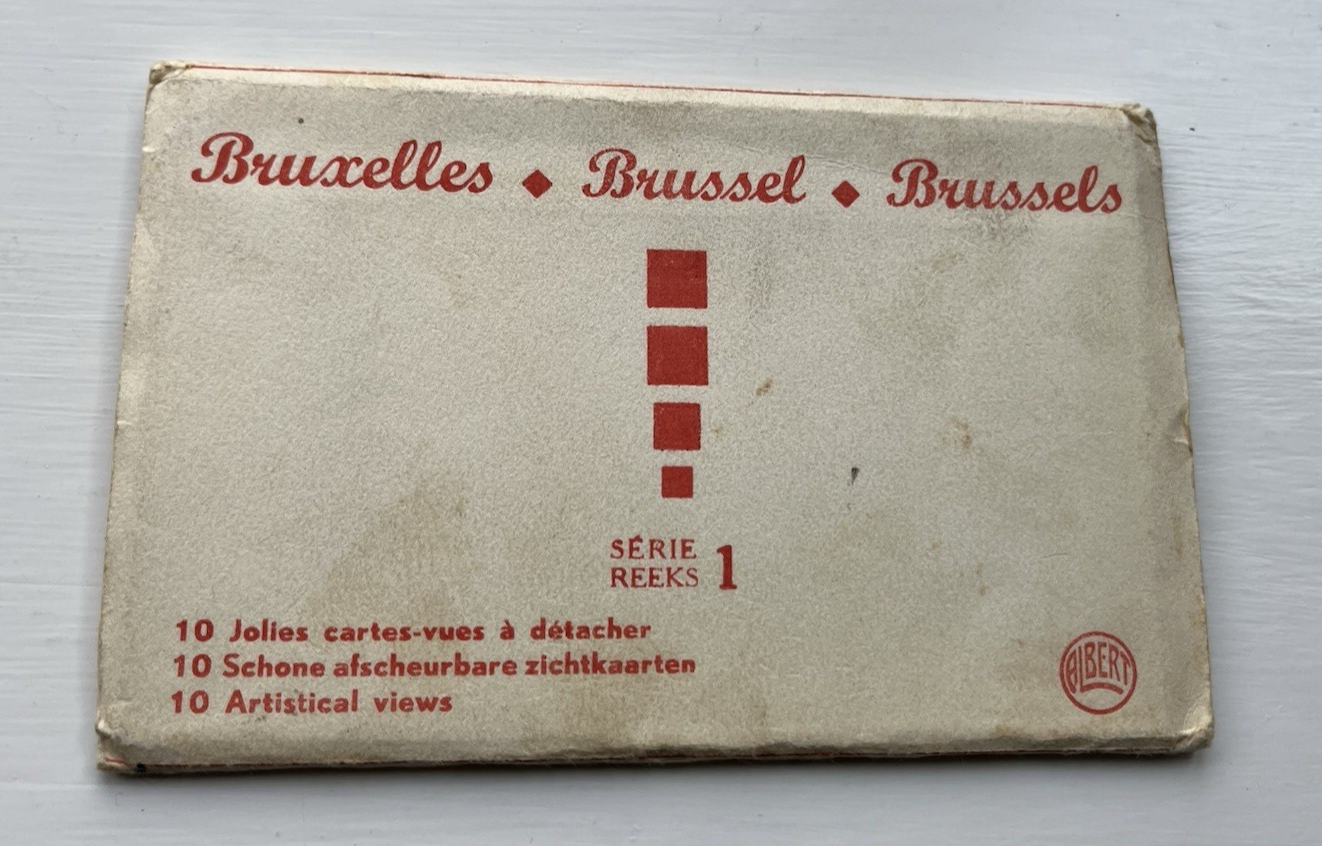 Bruxelles ◆ Brussel ◆ Brussels
SÉRIE
REEKS 1
10 Jolies cartes-vues à détacher
10 Schone afscheurbare zichtkaarten
10 Artistical views
ALBERT